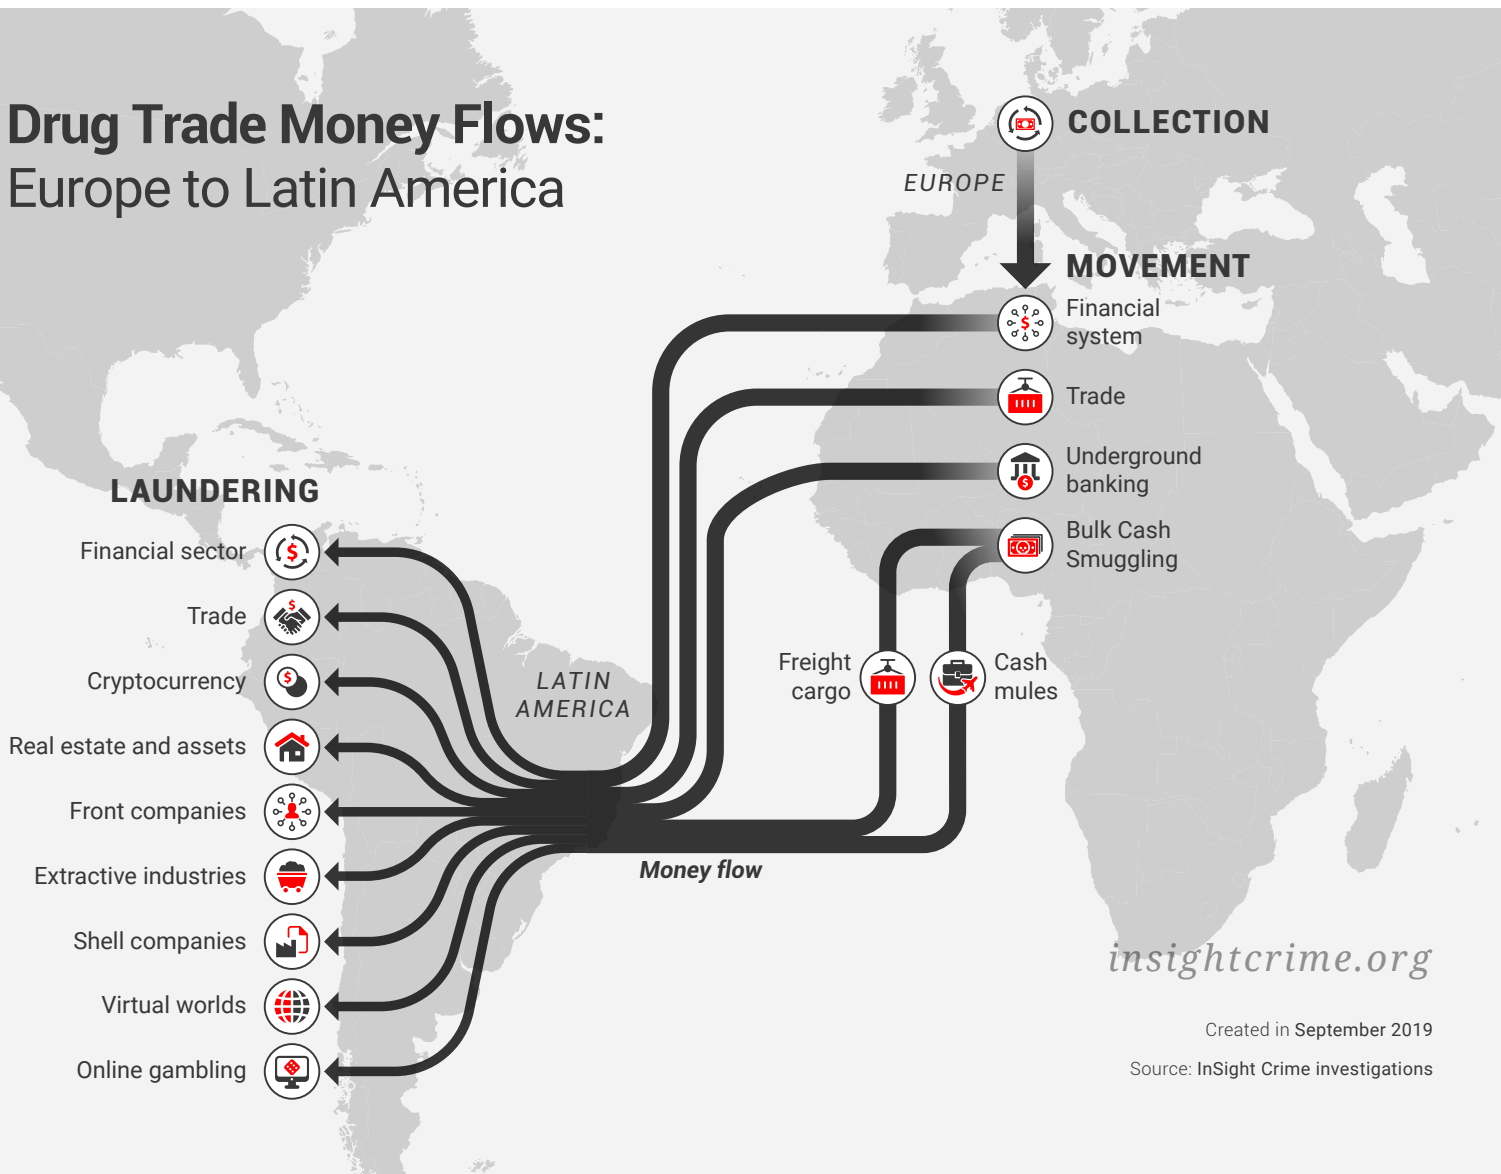 Drug Trade Money Flows:
Europe to Latin America
COLLECTION
EUROPE
MOVEMENT
Financial
system
Trade
Underground
banking
Bulk Cash
Smuggling
Freight
cargo
Cash
mules
LAUNDERING
Financial sector
Trade
Cryptocurrency
Real estate and assets
Front companies
Extractive industries
Shell companies
Virtual worlds
Online gambling
LATIN
AMERICA
Money flow
insightcrime.org
Created in September 2019
Source: InSight Crime investigations